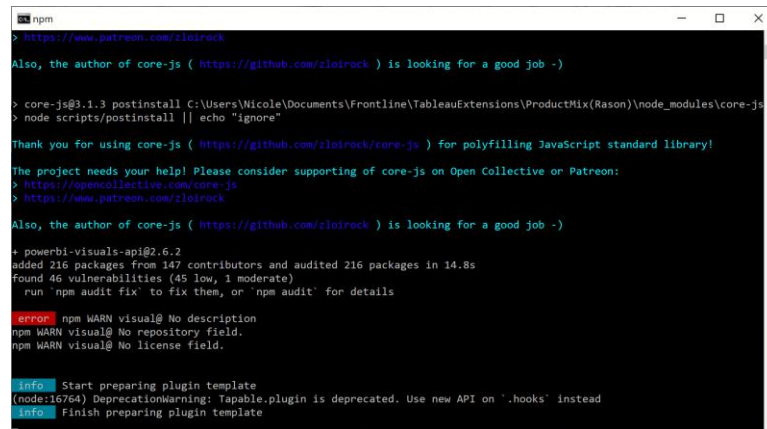 npm
> https://www.patreon.com/zloirock
Also, the author of core-js ( https://github.com/zloirock ) is looking for a good job -)
> core-js@3.1.3 postinstall C:\Users\Nicole\Documents\Frontline\TableauExtensions\ProductMix(Rason)\node_modules\core-js
> node scripts/postinstall || echo "ignore"
Thank you for using core-js ( https://github.com/zloirock/core-js ) for polyfilling JavaScript standard library!
The project needs your help! Please consider supporting of core-js on Open Collective or Patreon:
> https://opencollective.com/core-js
> https://www.patreon.com/zloirock
Also, the author of core-js ( https://github.com/zloirock ) is looking for a good job -)
+ powerbi-visuals-api@2.6.2
added 216 packages from 147 contributors and audited 216 packages in 14.8s
found 46 vulnerabilities (45 low, 1 moderate)
run `npm audit fix` to fix them, or `npm audit` for details
error npm WARN visual@ No description
npm WARN visual@ No repository field.
npm WARN visual@ No license field.
info Start preparing plugin template
(node:16764) DeprecationWarning: Tapable.plugin is deprecated. Use new API on `.hooks` instead
info Finish preparing plugin template